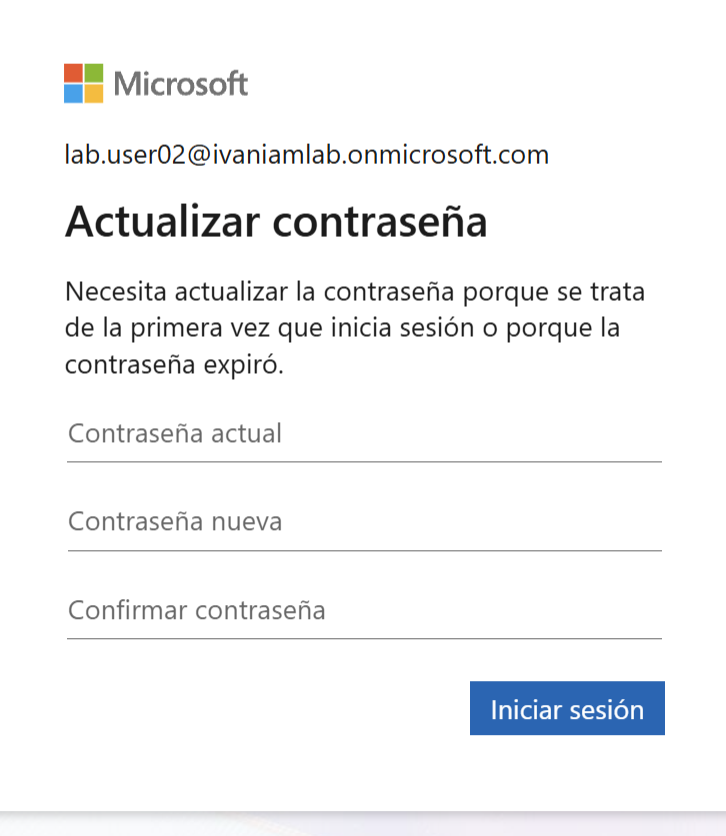 Microsoft
lab.user02@ivaniamlab.onmicrosoft.com
Actualizar contraseña
Necesita actualizar la contraseña porque se trata
de la primera vez que inicia sesión o porque la
contraseña expiró.
Contraseña actual
Contraseña nueva
Confirmar contraseña
Iniciar sesión